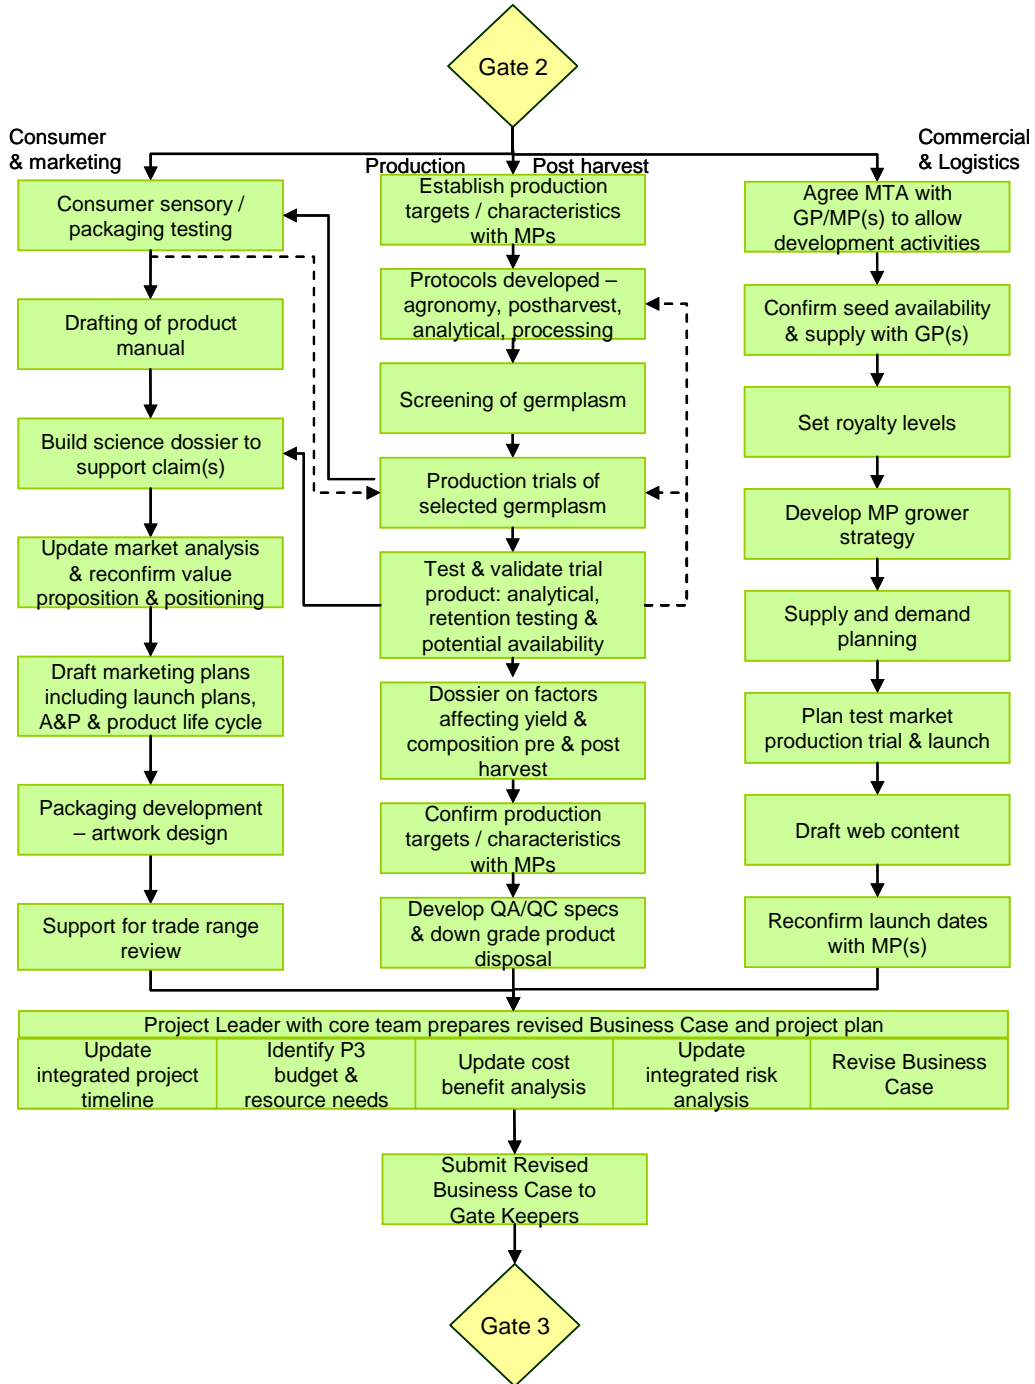 Gate 2
Consumer
& marketing
Production
Post harvest
Commercial
& Logistics
Consumer sensory /
packaging testing
Drafting of product
manual
Build science dossier to
support claim(s)
Update market analysis
& reconfirm value
proposition & positioning
Draft marketing plans
including launch plans,
A&P & product life cycle
Packaging development
– artwork design
Support for trade range
review
Establish production
targets / characteristics
with MPs
Protocols developed –
agronomy, postharvest,
analytical, processing
Screening of germplasm
Production trials of
selected germplasm
Test & validate trial
product: analytical,
retention testing &
potential availability
Dossier on factors
affecting yield &
composition pre & post
harvest
Confirm production
targets / characteristics
with MPs
Develop QA/QC specs
& down grade product
disposal
Agree MTA with
GP/MP(s) to allow
development activities
Confirm seed availability
& supply with GP(s)
Set royalty levels
Develop MP grower
strategy
Supply and demand
planning
Plan test market
production trial & launch
Draft web content
Reconfirm launch dates
with MP(s)
Project Leader with core team prepares revised Business Case and project plan
Update
integrated project
timeline
Identify P3
budget &
resource needs
Update cost
benefit analysis
Update
integrated risk
analysis
Revise Business
Case
Submit Revised
Business Case to
Gate Keepers
Gate 3